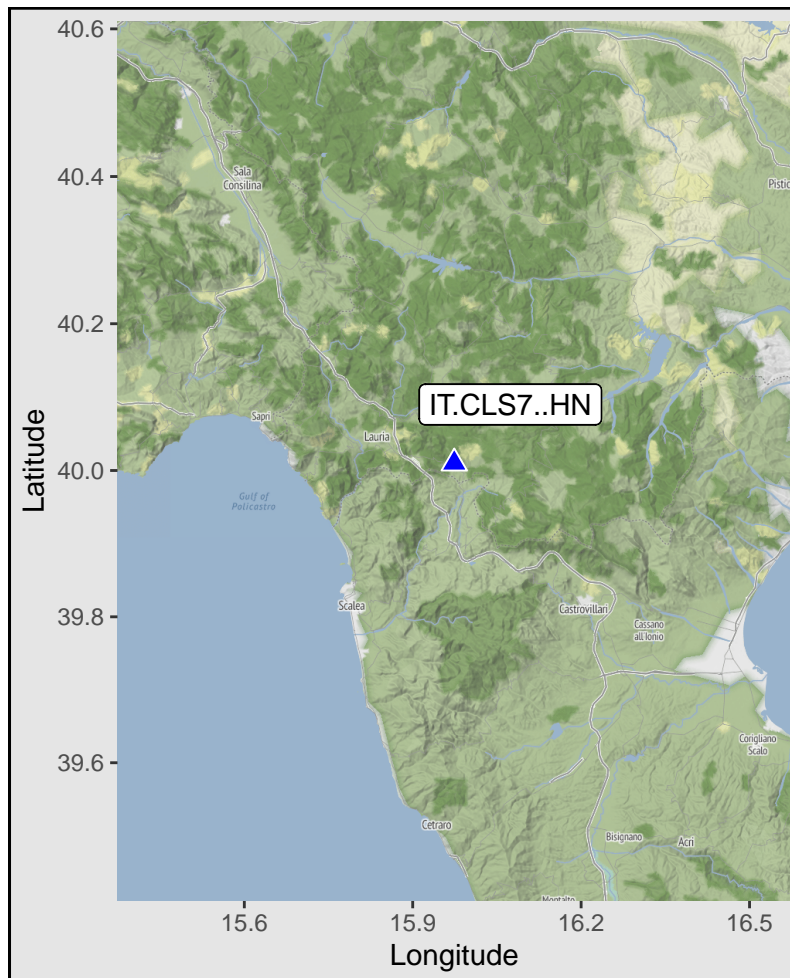 40.6
Sala
Consilina
40.4
Pistic
40.2
IT.CLS7..HN
Sapri
Lauria
40.0
Latitude
Gulf of
Policastro
Scalea
Castrovillari
39.8
Cassano
all'Ionio
Corigliano
Scalo
39.6
Cetraro
Bisignano
Acri
Montalto
15.6
15.9
16.2
16.5
Longitude